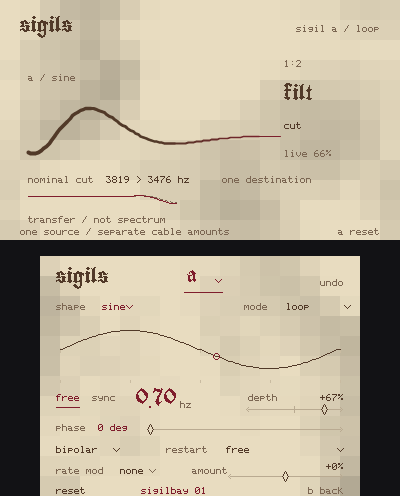 sigils
sigil a / loop
1:2
a / sine
filt
cut
live 66%
nominal cut 3819 > 3476 hz one destination
transfer / not spectrum
one source / separate cable amounts a reset
sigils a undo
shape sine mode loop
free sync 0.70 hz depth +67%
phase 0 deg
bipolar restart free
rate mod none amount +0%
reset sigilbay 01 b back